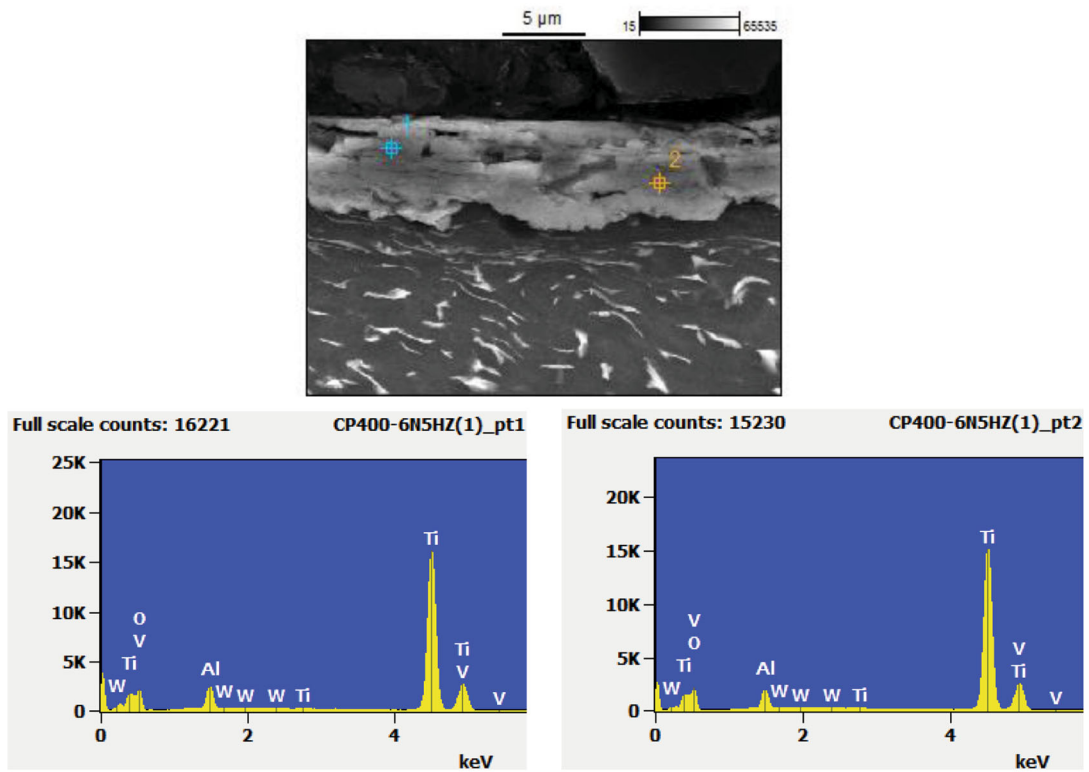 5 µm
15 65535
1
2
Full scale counts: 16221 CP400-6N5HZ(1)_pt1
25K
20K
15K
10K
5K
0
O
V
Ti
W
Al
W
W
W
Ti
Ti
Ti
V
V
0 2 4
keV
Full scale counts: 15230 CP400-6N5HZ(1)_pt2
20K
15K
10K
5K
0
V
O
Ti
W
Al
W
W
W
Ti
Ti
V
Ti
V
0 2 4
keV